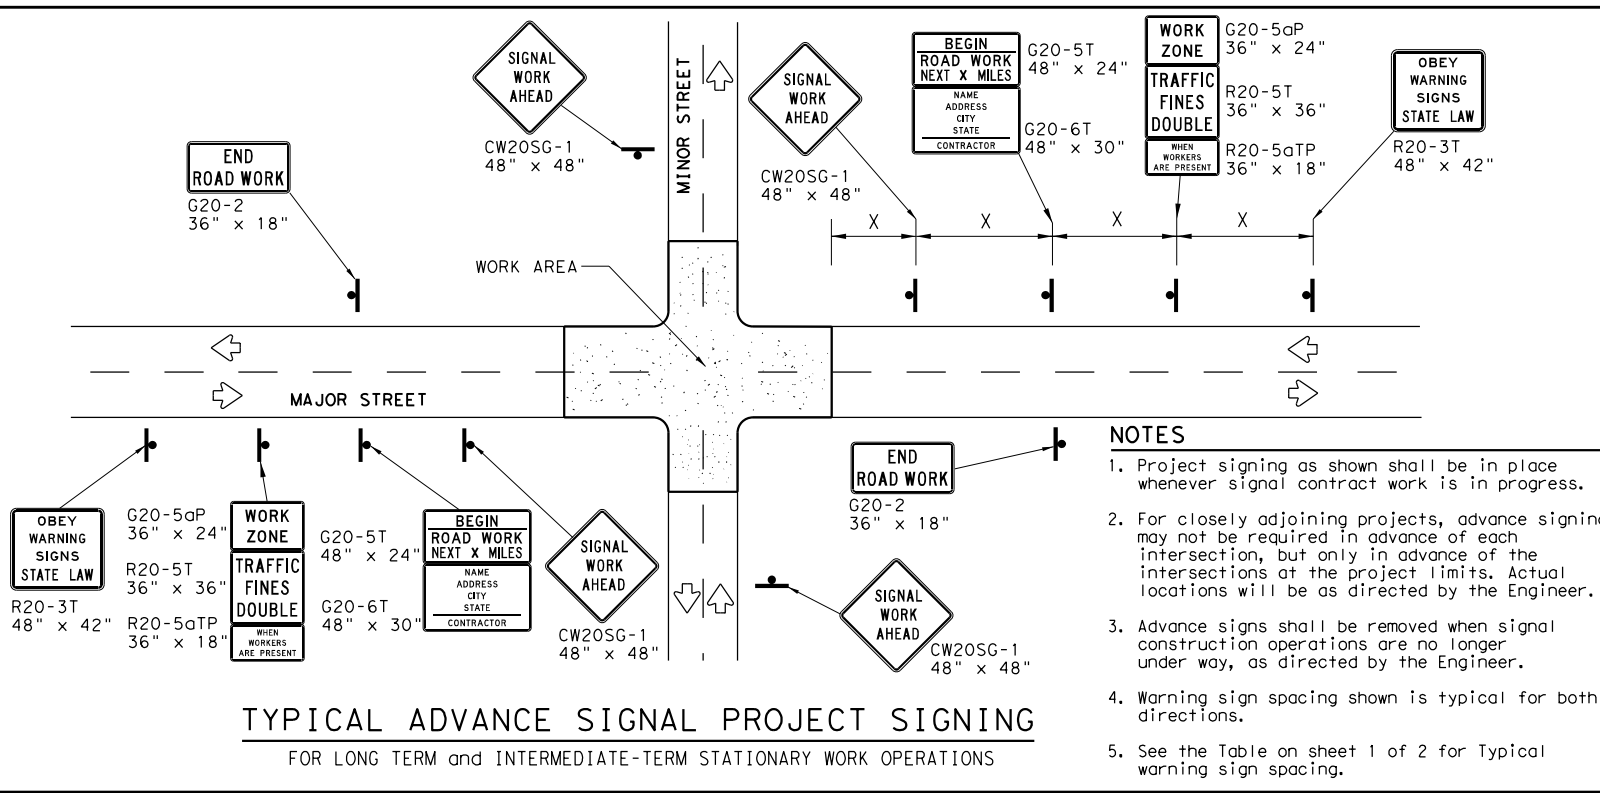 SIGNAL
WORK
AHEAD
CW20SG-1
48" x 48"
END
ROAD WORK
G20-2
36" x 18"
MINOR STREET
SIGNAL
WORK
AHEAD
CW20SG-1
48" x 48"
BEGIN
ROAD WORK
NEXT X MILES
NAME
ADDRESS
CITY
STATE
CONTRACTOR
G20-5T
48" x 24"
G20-6T
48" x 30"
WORK
ZONE
TRAFFIC
FINES
DOUBLE
WHEN
WORKERS
ARE PRESENT
G20-5aP
36" x 24"
R20-5T
36" x 36"
R20-5aTP
36" x 18"
OBEY
WARNING
SIGNS
STATE LAW
R20-3T
48" x 42"
X
X
X
X
WORK AREA
MAJOR STREET
OBEY
WARNING
SIGNS
STATE LAW
R20-3T
48" x 42"
G20-5aP
36" x 24"
R20-5T
36" x 36"
R20-5aTP
36" x 18"
WORK
ZONE
TRAFFIC
FINES
DOUBLE
WHEN
WORKERS
ARE PRESENT
G20-5T
48" x 24"
G20-6T
48" x 30"
BEGIN
ROAD WORK
NEXT X MILES
NAME
ADDRESS
CITY
STATE
CONTRACTOR
SIGNAL
WORK
AHEAD
CW20SG-1
48" x 48"
END
ROAD WORK
G20-2
36" x 18"
SIGNAL
WORK
AHEAD
CW20SG-1
48" x 48"
TYPICAL ADVANCE SIGNAL PROJECT SIGNING
FOR LONG TERM and INTERMEDIATE-TERM STATIONARY WORK OPERATIONS
NOTES
1. Project signing as shown shall be in place
whenever signal contract work is in progress.
2. For closely adjoining projects, advance signing
may not be required in advance of each
intersection, but only in advance of the
intersections at the project limits. Actual
locations will be as directed by the Engineer.
3. Advance signs shall be removed when signal
construction operations are no longer
under way, as directed by the Engineer.
4. Warning sign spacing shown is typical for both
directions.
5. See the Table on sheet 1 of 2 for Typical
warning sign spacing.